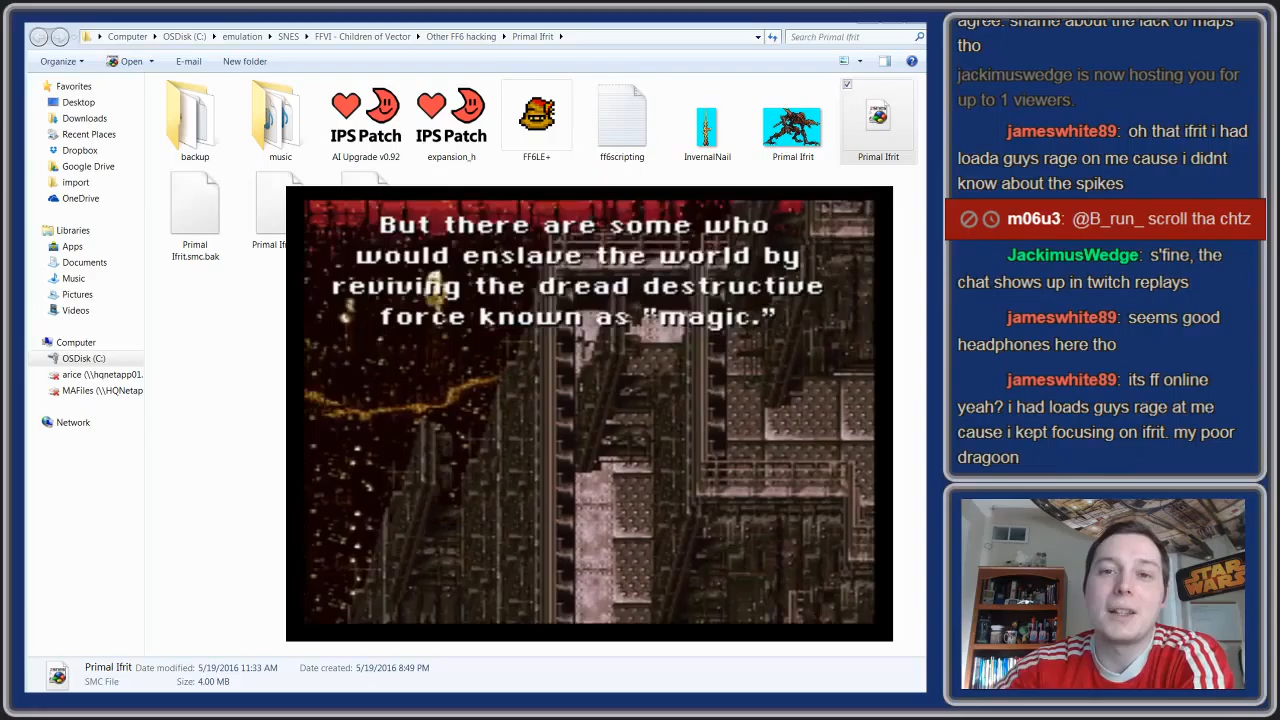 Computer ▸ OSDisk (C:) ▸ emulation ▸ SNES ▸ FFVI - Children of Vector ▸ Other FF6 hacking ▸ Primal Ifrit ▸
Search Primal Ifrit
Organize Open E-mail New folder
Favorites
Desktop
Downloads
Recent Places
Dropbox
Google Drive
import
OneDrive
Libraries
Apps
Documents
Music
Pictures
Videos
Computer
OSDisk (C:)
arice (\\hqnetapp01.
MAFiles (\\HQNetap
Network
backup
music
IPS Patch
AI Upgrade v0.92
IPS Patch
expansion_h
FF6LE+
ff6scripting
InvernalNail
Primal Ifrit
Primal Ifrit
Primal
Ifrit.smc.bak
Primal If
But there are some who
would enslave the world by
reviving the dread destructive
force known as “magic.”
Primal Ifrit Date modified: 5/19/2016 11:33 AM Date created: 5/19/2016 8:49 PM
SMC File Size: 4.00 MB
agree. shame about the lack of maps
tho
jackimuswedge is now hosting you for
up to 1 viewers.
jameswhite89: oh that ifrit i had
loada guys rage on me cause i didnt
know about the spikes
m06u3: @B_run_ scroll tha chtz
JackimusWedge: s'fine, the
chat shows up in twitch replays
jameswhite89: seems good
headphones here tho
jameswhite89: its ff online
yeah? i had loads guys rage at me
cause i kept focusing on ifrit. my poor
dragoon
STAR
WARS